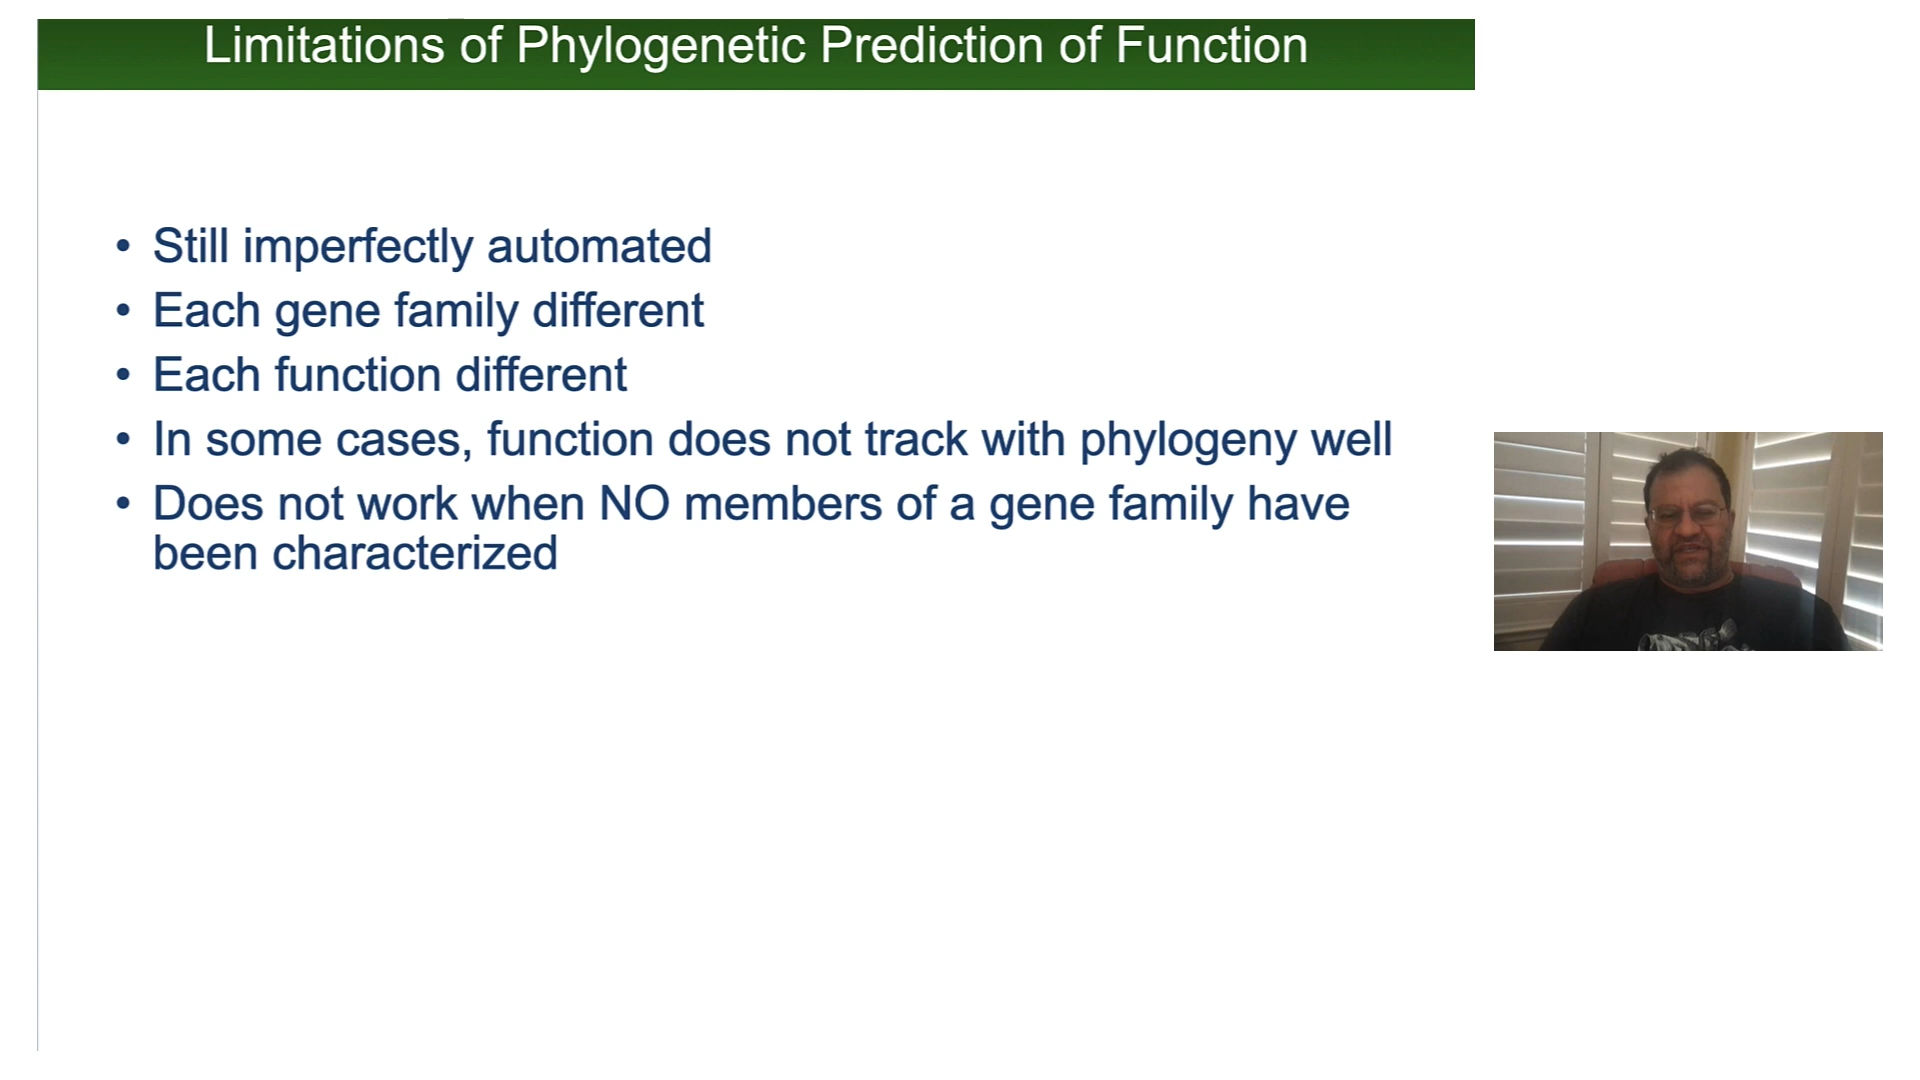 Limitations of Phylogenetic Prediction of Function
• Still imperfectly automated
• Each gene family different
• Each function different
• In some cases, function does not track with phylogeny well
• Does not work when NO members of a gene family have
been characterized